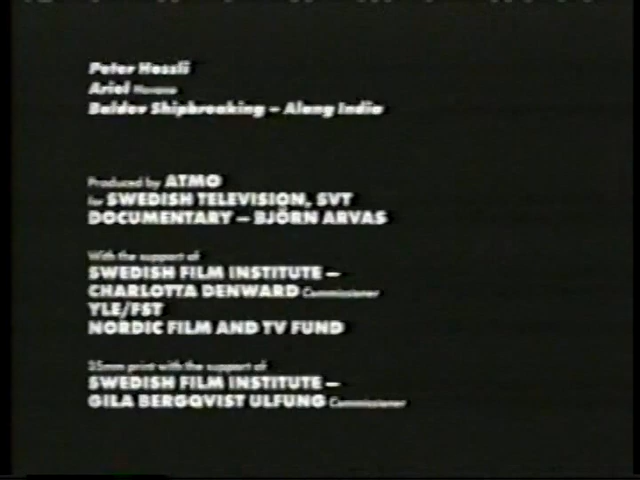 Peter Hossli
Ariel Havana
Baldev Shipbreaking – Alang India
Produced by ATMO
for SWEDISH TELEVISION, SVT
DOCUMENTARY – BJÖRN ARVAS
With the support of
SWEDISH FILM INSTITUTE –
CHARLOTTA DENWARD Commissioner
YLE/FST
NORDIC FILM AND TV FUND
35mm print with the support of
SWEDISH FILM INSTITUTE –
GILA BERGQVIST ULFUNG Commissioner